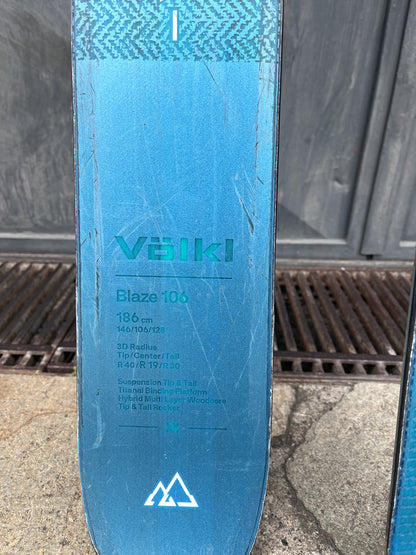 Völkl
Blaze 106
186 cm
146/106/128
3D Radius
Tip/Center/Tail
R 40/R 19/R30
Suspension Tip & Tail
Titanal Binding Platform
Hybrid Multi Layer Woodcore
Tip & Tail Rocker